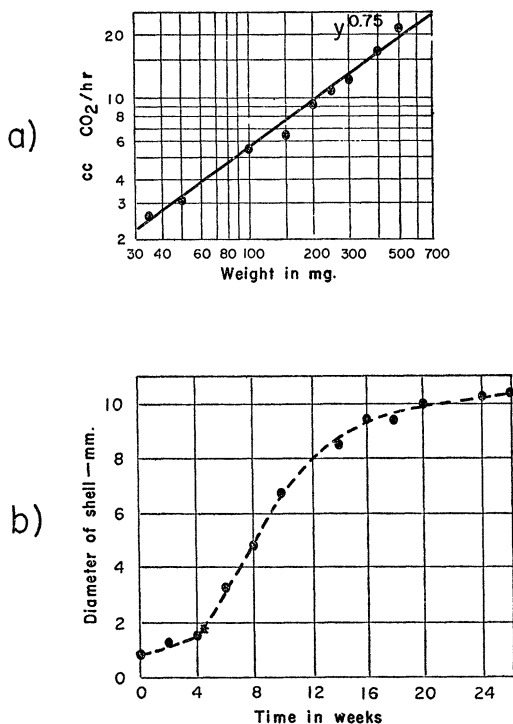 a)
cc CO2/hr
20
10
8
6
4
3
2
y0.75
30 40 60 80 100 200 300 500 700
Weight in mg.
b)
Diameter of shell—mm.
10
8
6
4
2
0
0 4 8 12 16 20 24
Time in weeks